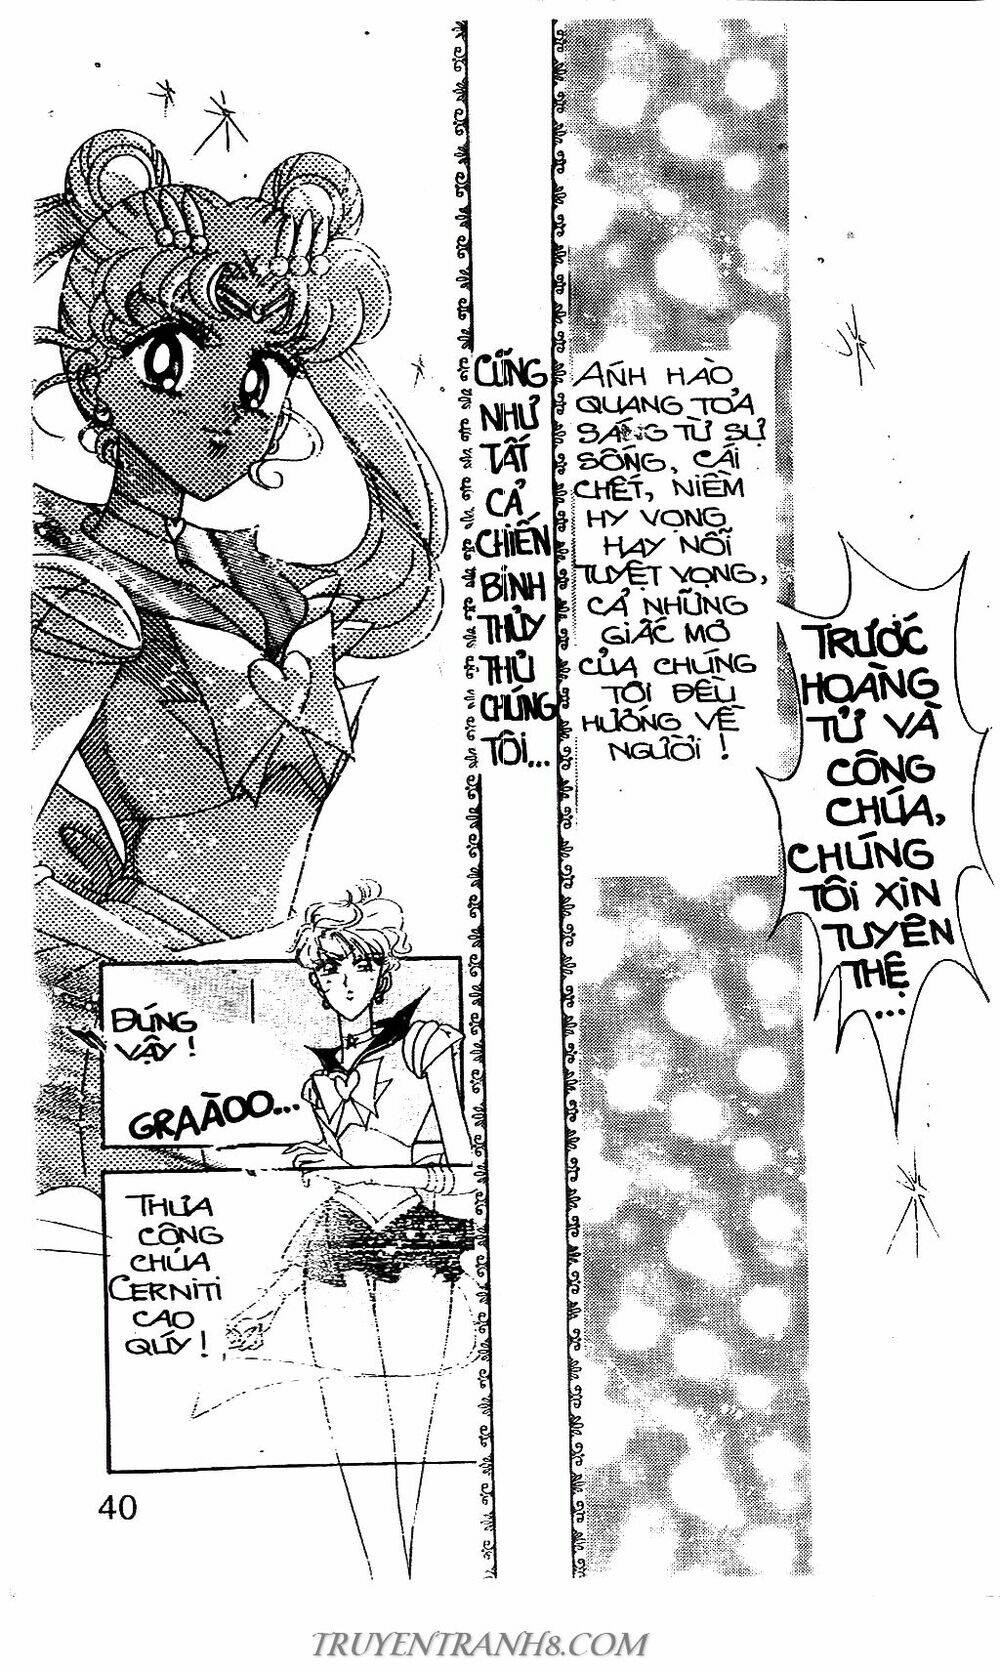 TRƯỚC
HOÀNG
TỬ VÀ
CÔNG
CHÚA,
CHÚNG
TÔI XIN
TUYÊN
THỆ
...
ANH HÀO
QUANG TỎA
SÁNG TỪ SỰ
SỐNG, CÁI
CHẾT, NIỀM
HY VỌNG
HAY NỖI
TUYỆT VỌNG,
CẢ NHỮNG
GIẤC MƠ
CỦA CHÚNG
TÔI ĐỀU
HƯỚNG VỀ
NGƯỜI !
CŨNG
NHƯ
TẤT
CẢ
CHIẾN
BINH
THỦY
THỦ
CHÚNG
TÔI...
ĐÚNG
VẬY !
GRAÀOO...
THƯA
CÔNG
CHÚA
CERNITI
CAO
QÚY !
40
TRUYENTRANH8.COM